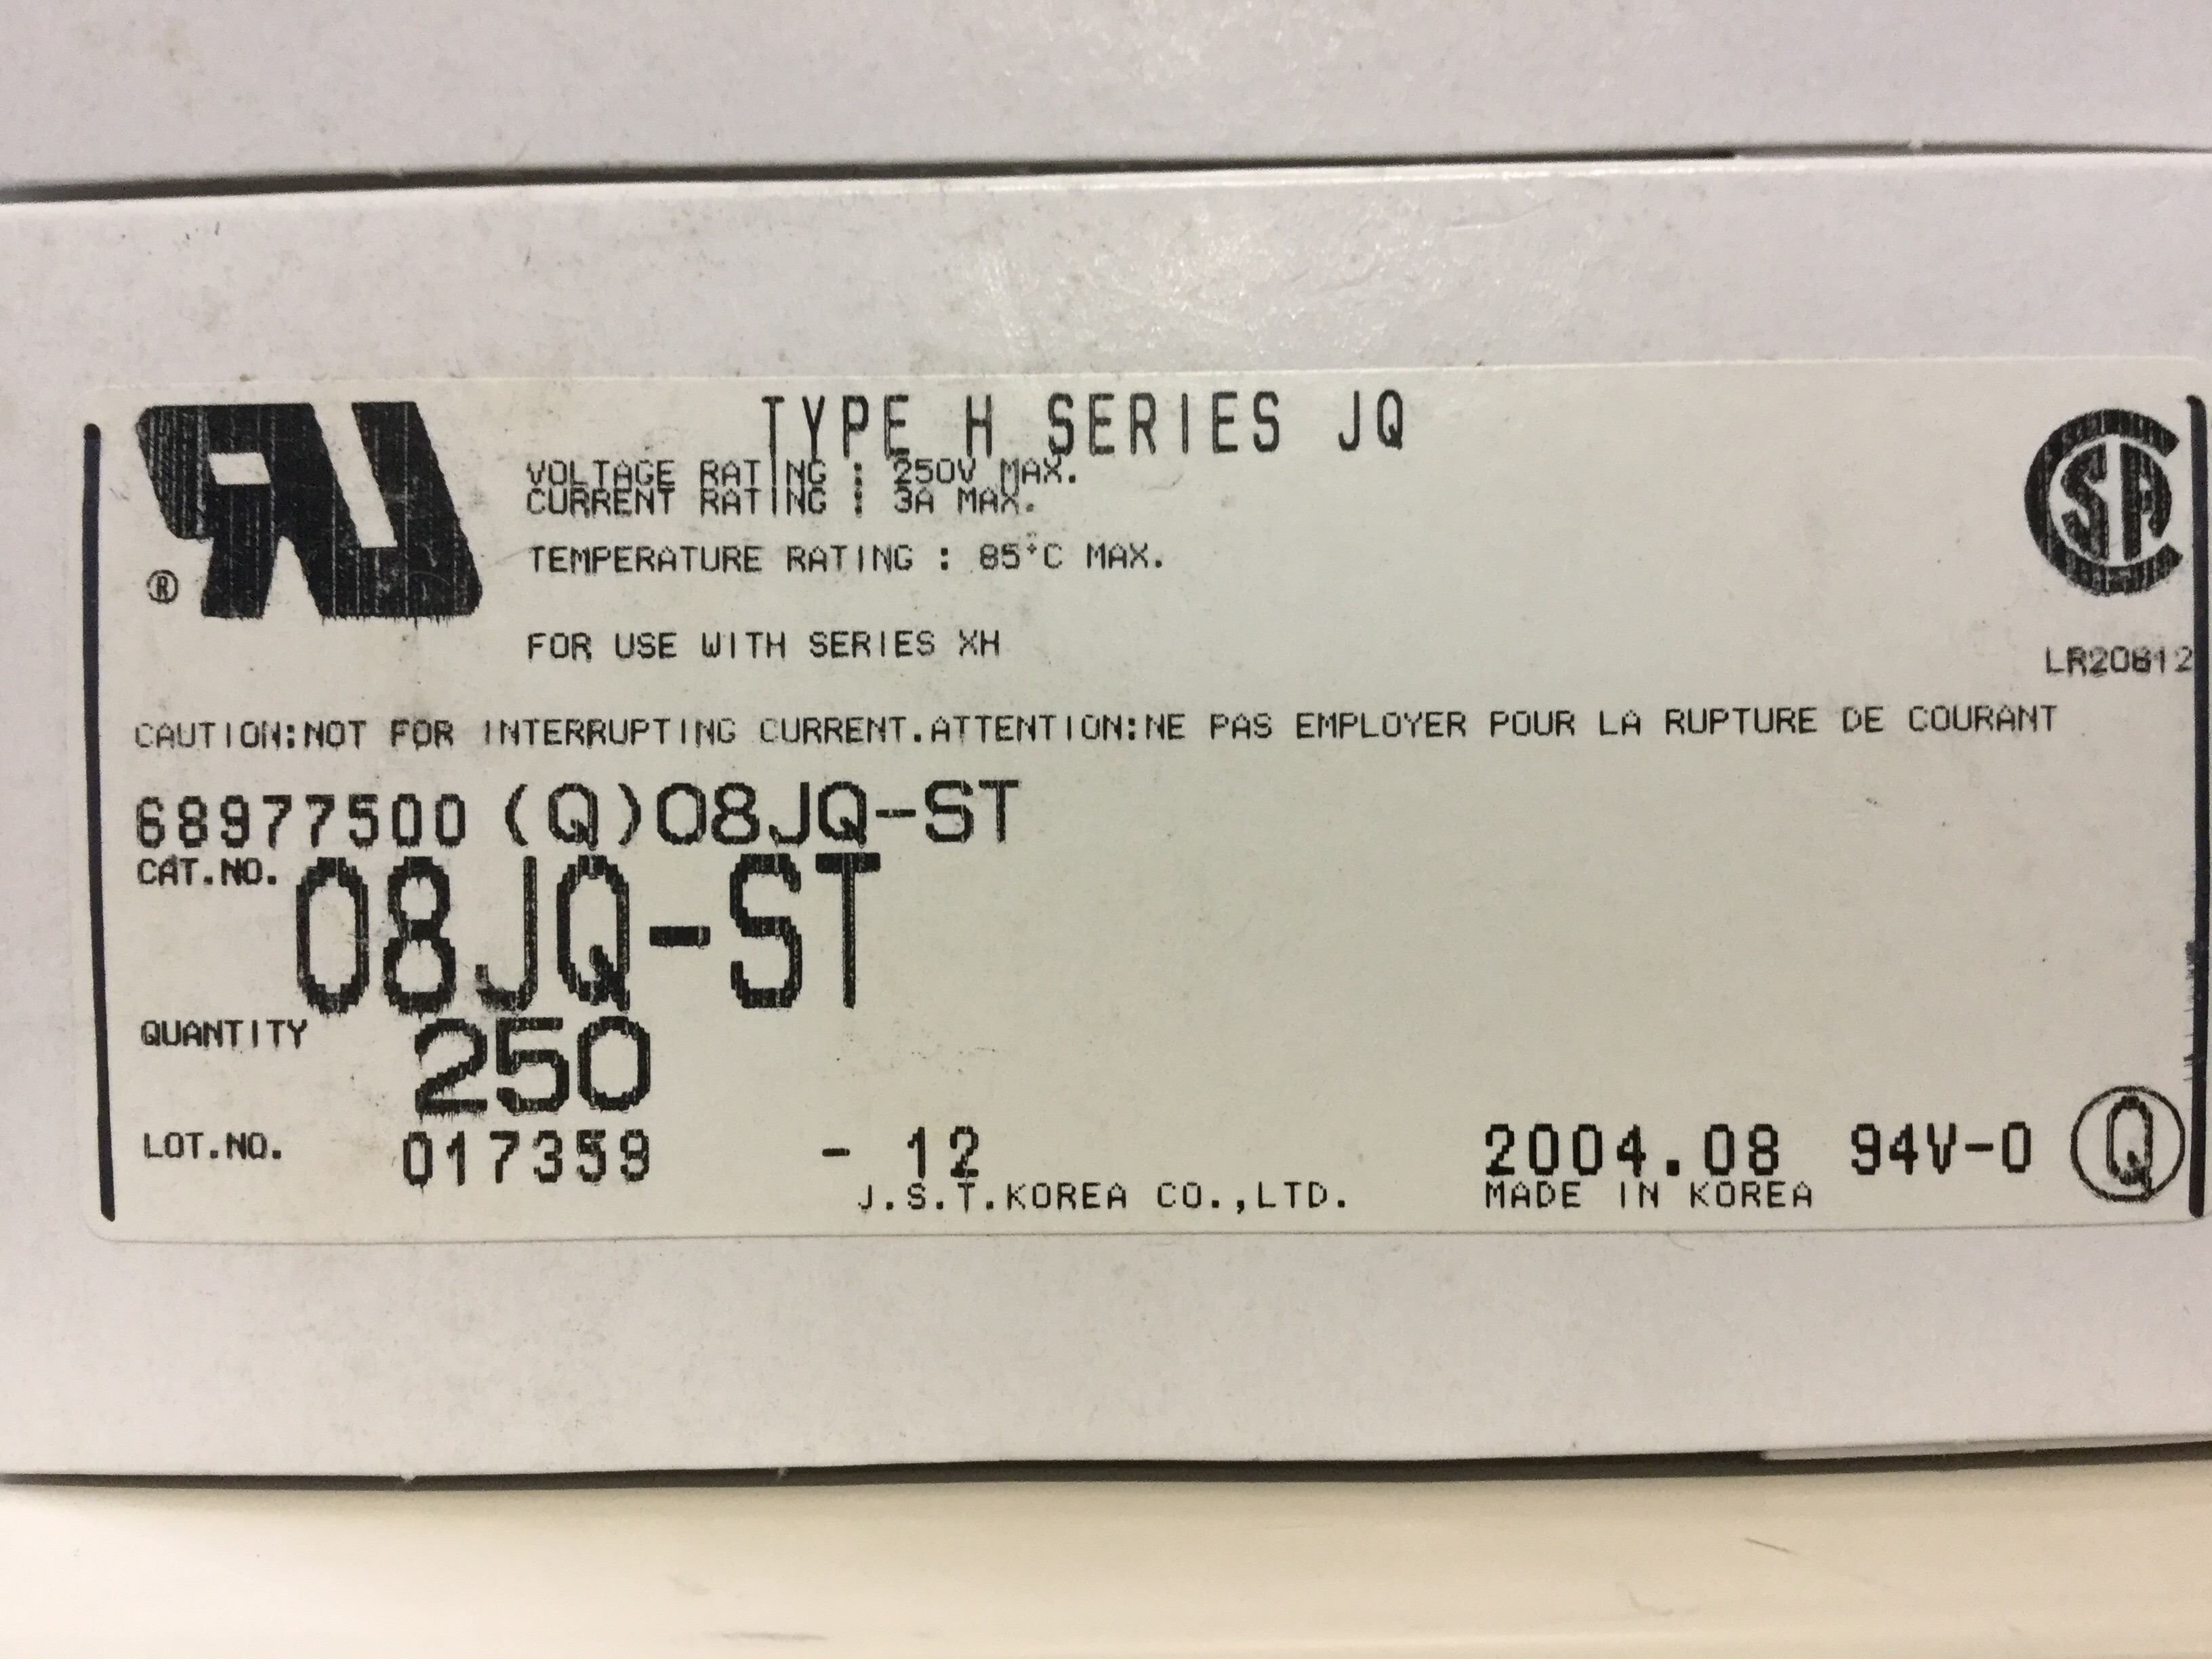 TYPE H SERIES JQ
VOLTAGE RATING : 250V MAX.
CURRENT RATING : 3A MAX.
TEMPERATURE RATING : 85°C MAX.
FOR USE WITH SERIES XH
®
CSA
LR20812
CAUTION:NOT FOR INTERRUPTING CURRENT.ATTENTION:NE PAS EMPLOYER POUR LA RUPTURE DE COURANT
68977500 (Q)08JQ-ST
CAT.NO. 08JQ-ST
QUANTITY 250
LOT.NO. 017359 - 12 2004.08 94V-0 Q
J.S.T.KOREA CO.,LTD. MADE IN KOREA